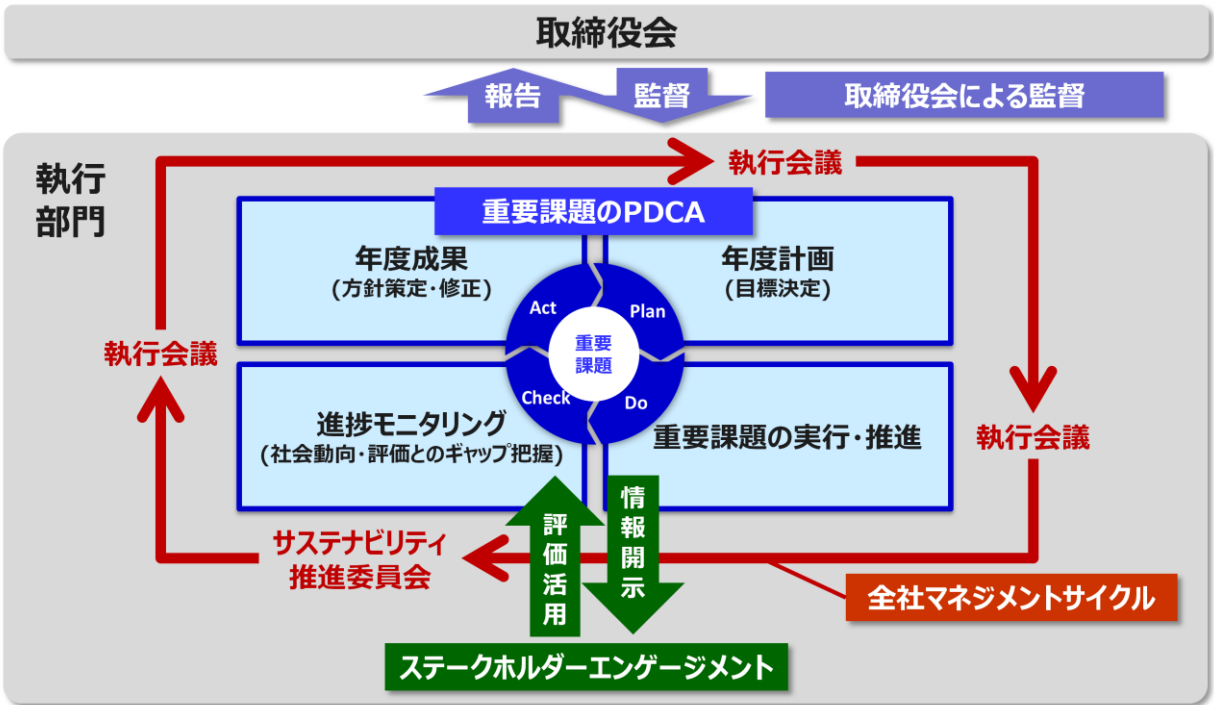 取締役会
報告
監督
取締役会による監督
執行
部門
執行会議
重要課題のPDCA
年度成果
(方針策定・修正)
年度計画
(目標決定)
Act
Plan
重要
課題
執行会議
Check
Do
進捗モニタリング
(社会動向・評価とのギャップ把握)
重要課題の実行・推進
執行会議
評価活用
情報開示
サステナビリティ
推進委員会
全社マネジメントサイクル
ステークホルダーエンゲージメント